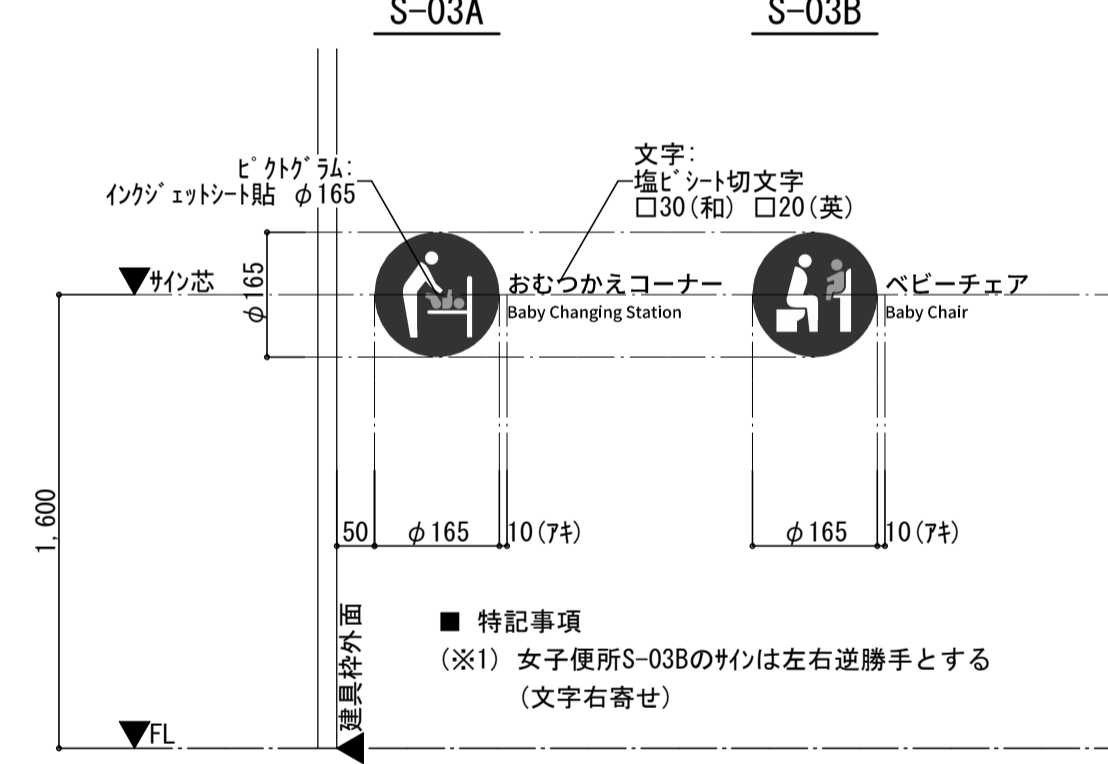 S-03A
S-03B
ﾋﾟｸﾄｸﾞﾗﾑ:
ｲﾝｸｼﾞｪｯﾄｼｰﾄ貼 φ165
文字:
塩ﾋﾞｼｰﾄ切文字
□30(和) □20(英)
ｻｲﾝ芯
φ165
おむつかえコーナー
Baby Changing Station
ベビーチェア
Baby Chair
1,600
50
φ165
10(ｱｷ)
φ165
10(ｱｷ)
建具枠外面
■ 特記事項
(※1) 女子便所S-03Bのｻｲﾝは左右逆勝手とする
(文字右寄せ)
FL